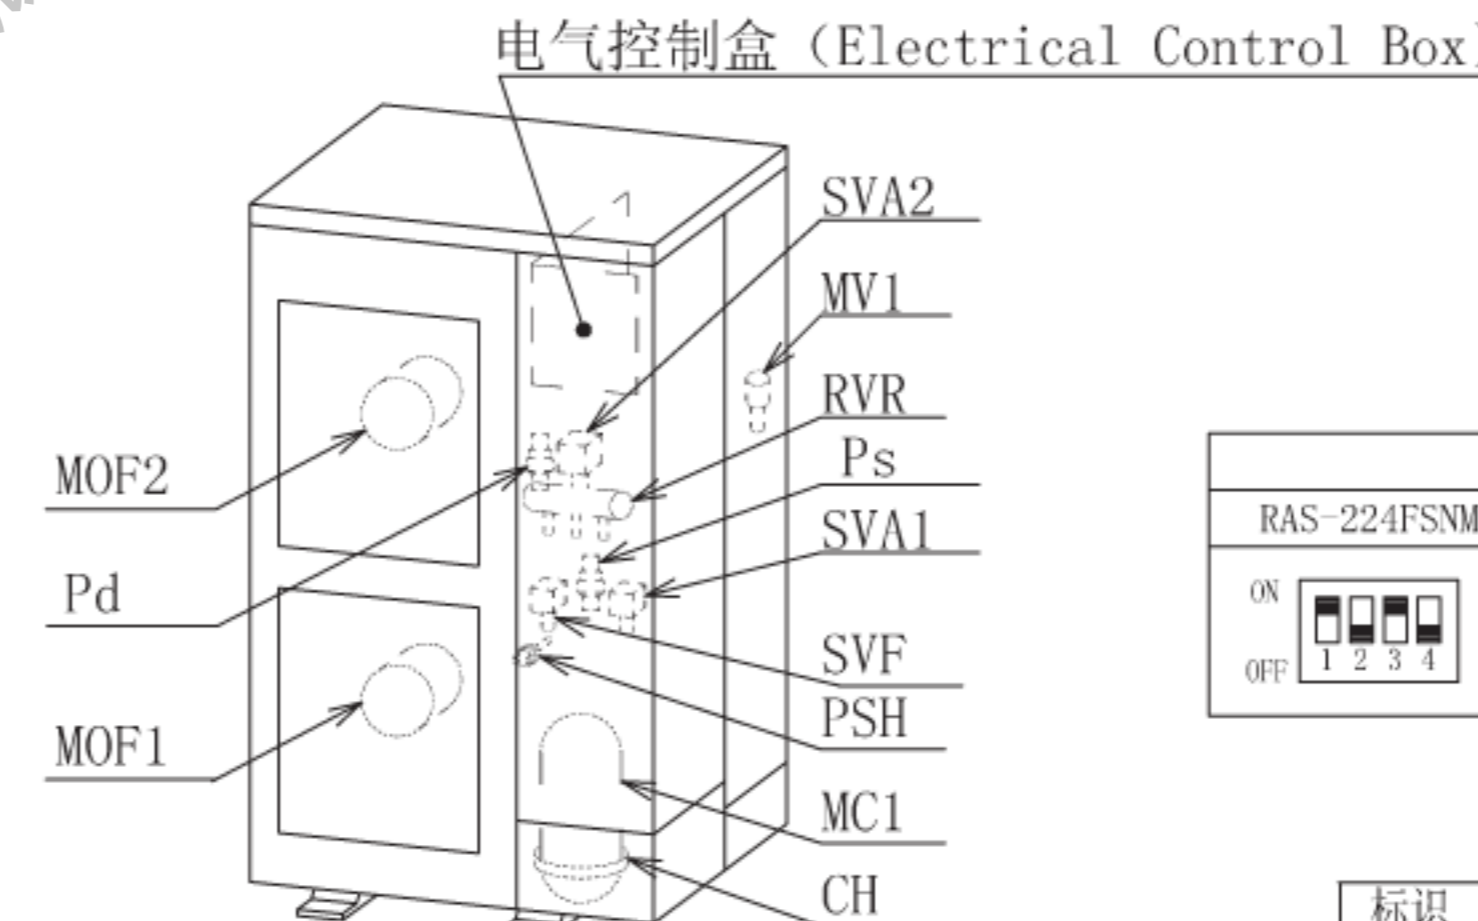 电气控制盒（Electrical Control Box）
SVA2
MV1
RVR
Ps
SVA1
SVF
PSH
MC1
CH
MOF2
Pd
MOF1
RAS-224FSNM
ON
OFF
1 2 3 4
标识